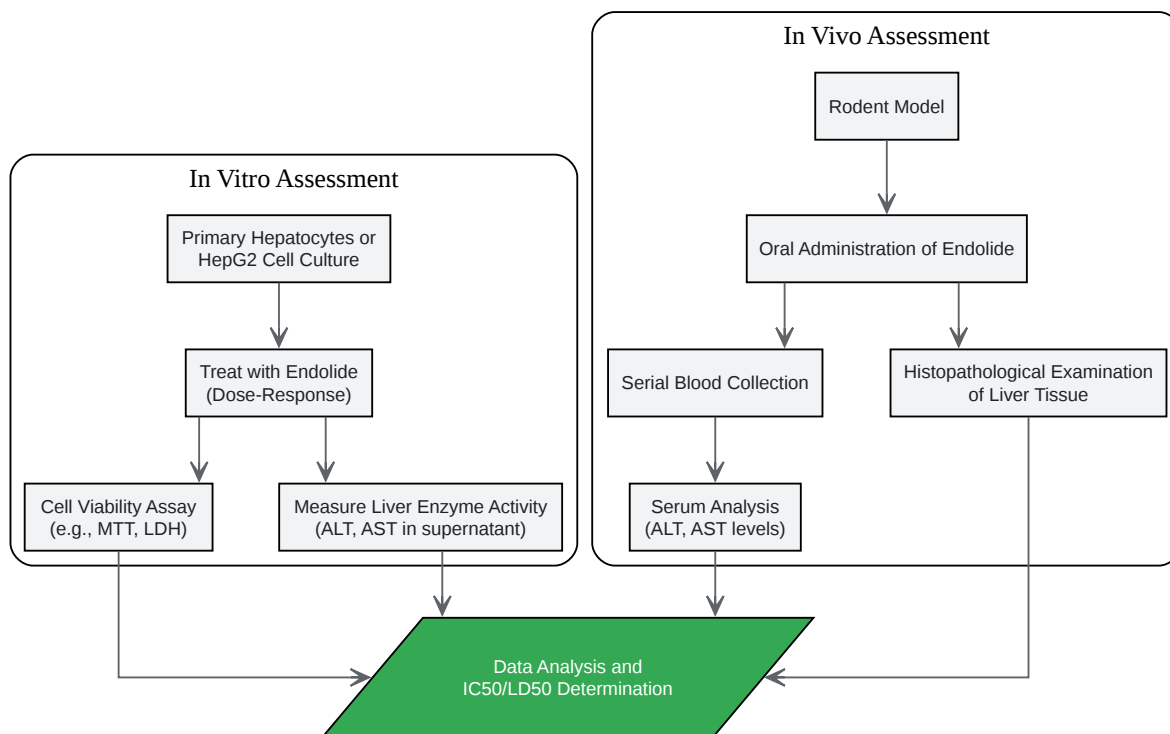 In Vitro Assessment
Primary Hepatocytes or
HepG2 Cell Culture
Treat with Endolide
(Dose-Response)
Cell Viability Assay
(e.g., MTT, LDH)
Measure Liver Enzyme Activity
(ALT, AST in supernatant)
In Vivo Assessment
Rodent Model
Oral Administration of Endolide
Serial Blood Collection
Histopathological Examination
of Liver Tissue
Serum Analysis
(ALT, AST levels)
Data Analysis and
IC50/LD50 Determination